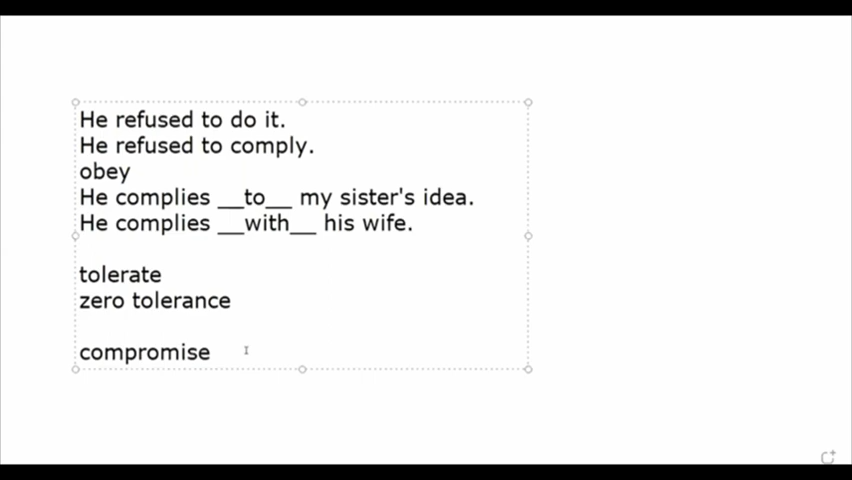 He refused to do it.
He refused to comply.
obey
He complies __to__ my sister's idea.
He complies __with__ his wife.
tolerate
zero tolerance
compromise